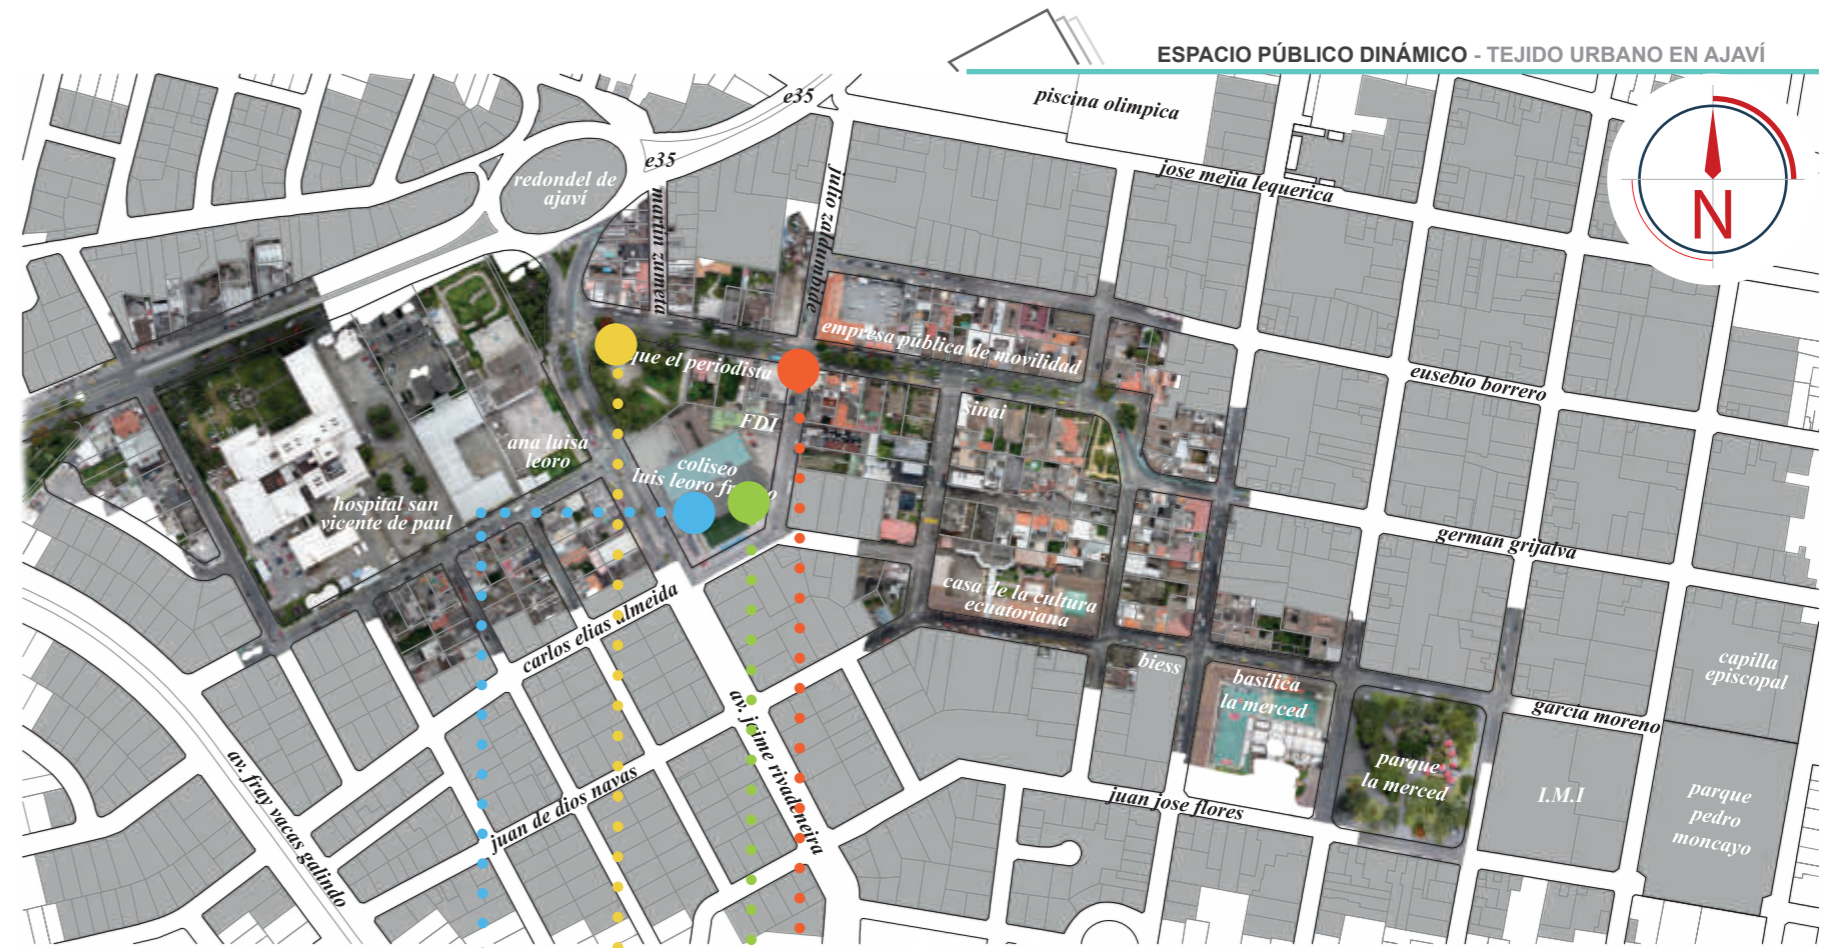 ESPACIO PÚBLICO DINÁMICO - TEJIDO URBANO EN AJAVÍ
e35
piscina olimpica
e35
redondel de
ajaví
jose mejia lequerica
julio zaldumbide
N
empresa pública de movilidad
que el periodista
eusebio borrero
sinai
FDI
ana luisa
leoro
coliseo
luis leoro
hospital san
vicente de paul
german grijalva
casa de la cultura
ecuatoriana
carlos elias almeida
biess
basílica
la merced
capilla
episcopal
garcia moreno
av. jaime rivadeneira
parque
la merced
juan de dios navas
juan jose flores
I.M.I
parque
pedro
moncayo
av. fray vacas galindo